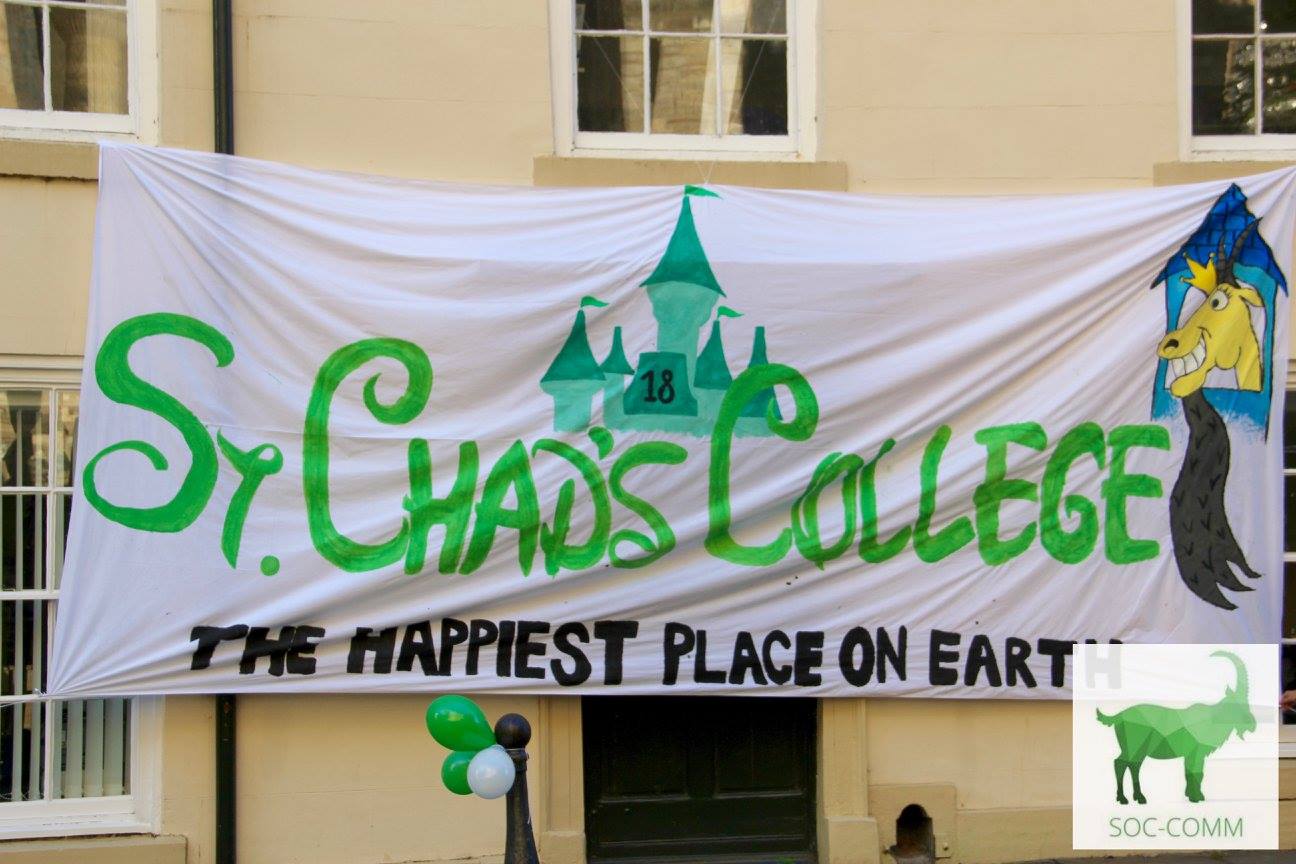 18
ST. CHAD'S COLLEGE
THE HAPPIEST PLACE ON EARTH
SOC-COMM